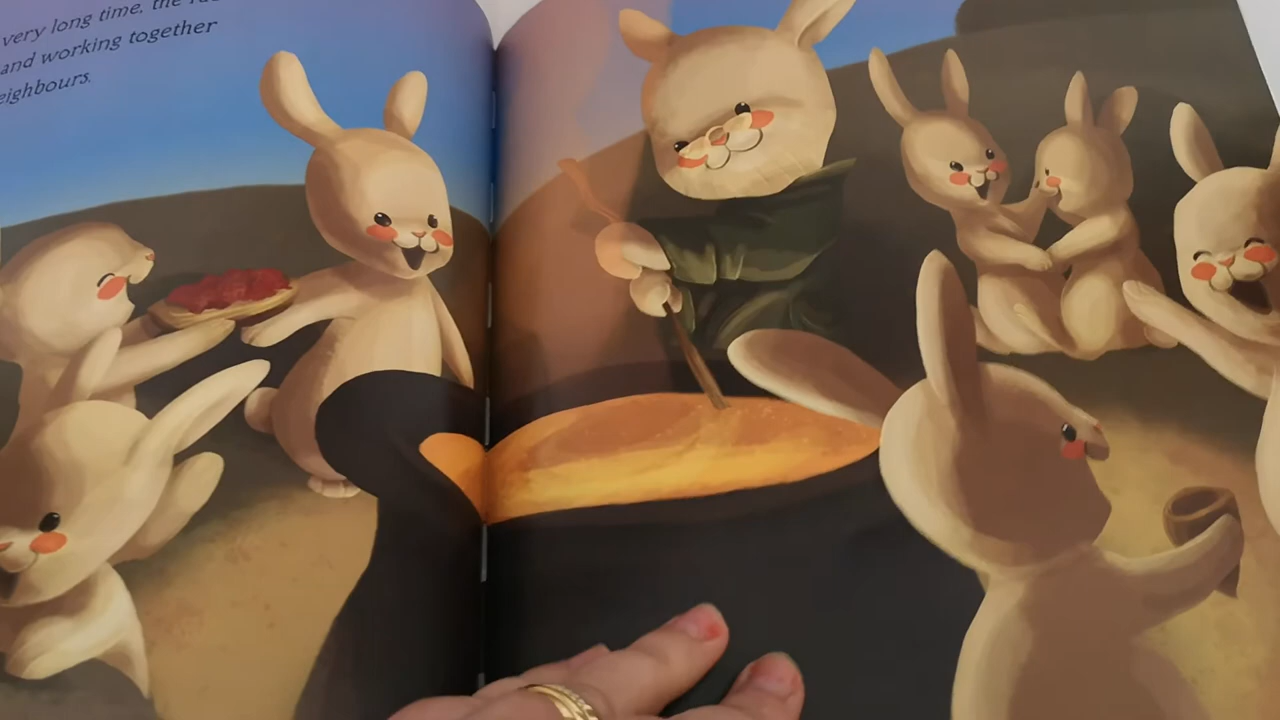 very long time, the
and working together
eighbours.